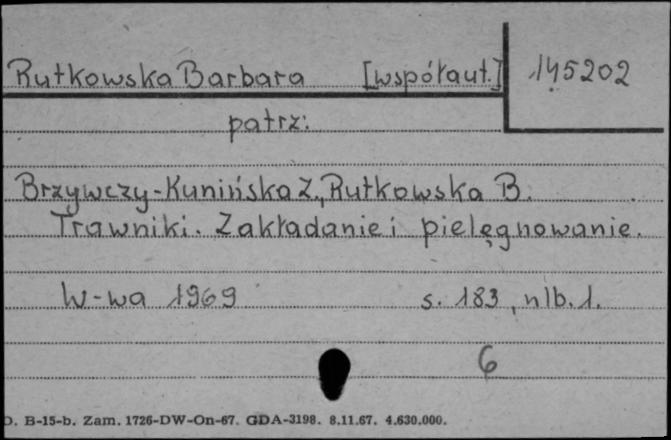 Rutkowska Barbara [współaut.] 145202
patrz:
Brzywczy-Kunińska Z., Rutkowska B.
Trawniki. Zakładanie i pielęgnowanie.
W-wa 1969 s. 183, nlb. 1.
6
D. B-15-b. Zam. 1726-DW-On-67. GDA-3198. 8.11.67. 4.630.000.